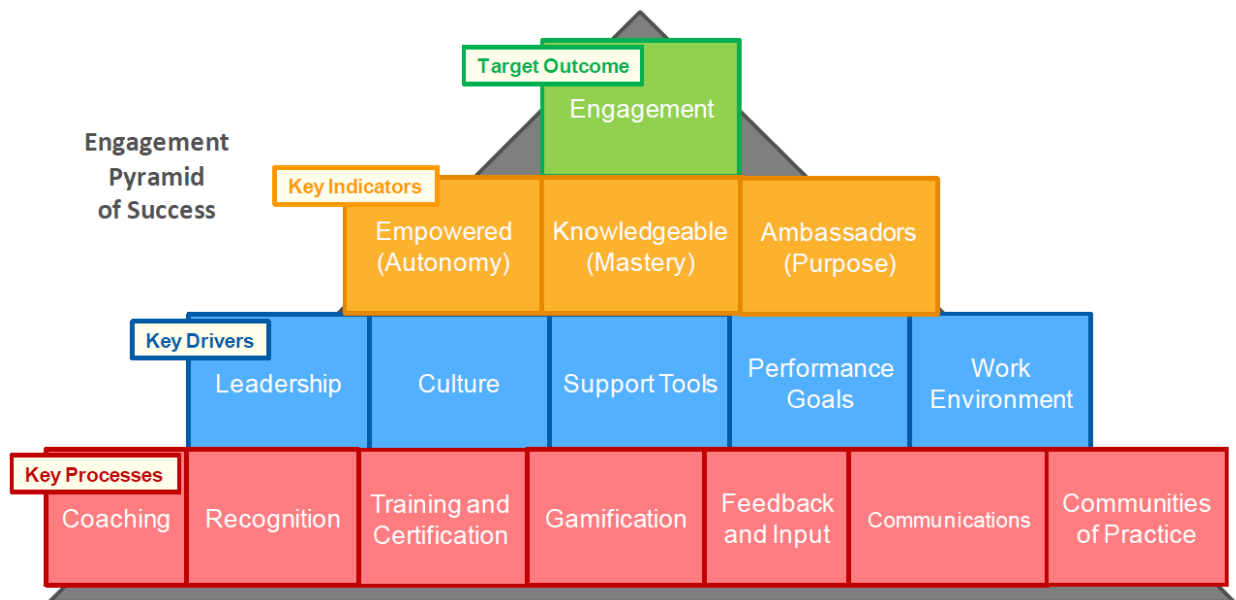 Target Outcome
Engagement
Engagement
Pyramid
of Success
Key Indicators
Empowered
(Autonomy)
Knowledgeable
(Mastery)
Ambassadors
(Purpose)
Key Drivers
Leadership
Culture
Support Tools
Performance
Goals
Work
Environment
Key Processes
Coaching
Recognition
Training and
Certification
Gamification
Feedback
and Input
Communications
Communities
of Practice